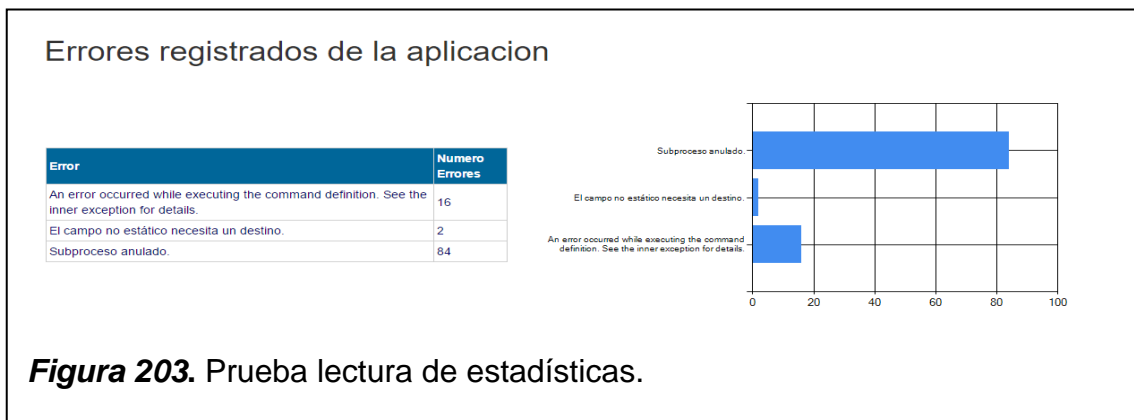 Errores registrados de la aplicacion
Error
Numero
Errores
An error occurred while executing the command definition. See the
inner exception for details.
16
El campo no estático necesita un destino.
2
Subproceso anulado.
84
Subproceso anulado.
El campo no estático necesita un destino.
An error occurred while executing the command
definition. See the inner exception for details.
0 20 40 60 80 100
Figura 203. Prueba lectura de estadísticas.